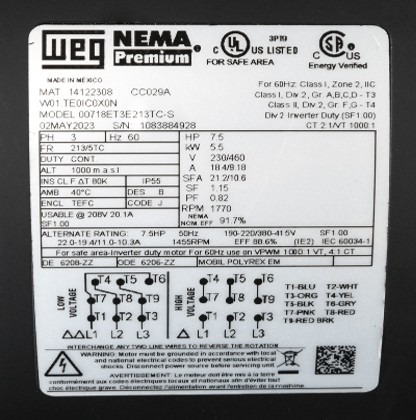 WEG NEMA Premium
C UL US LISTED 3P19
FOR SAFE AREA
C SP US
Energy Verified
MADE IN MEXICO
MAT 14122308 CC029A
W01.TE0IC0X0N
MODEL 00718ET3E213TC-S
02MAY2023 S/N 1083884928
For 60Hz: Class I, Zone 2, IIC
Class I, Div.2, Gr. A,B,C,D - T3
Class II, Div.2, Gr. F,G - T4
Div 2 Inverter Duty (SF1.00)
CT 2:1/VT 1000:1
PH 3 Hz 60 HP 7.5
FR 213/5TC kW 5.5
DUTY CONT. V 230/460
ALT 1000 m.a.s.l A 18.4/9.18
INS CL F ΔT 80K IP55 SFA 21.2/10.6
AMB 40°C DES B SF 1.15
ENCL TEFC CODE J PF 0.82
RPM 1770
USABLE @ 208V 20.1A
SF1.00
NEMA NOM EFF 91.7%
ALTERNATE RATING: 7.5HP 50Hz 190-220/380-415V SF1.00
22.0-19.4/11.0-10.3A 1455RPM EFF 88.6% (IE2) IEC 60034-1
For safe area-Inverter duty motor For 60Hz use on VPWM 1000:1 VT, 4:1 CT
DE 6208-ZZ ODE 6206-ZZ MOBIL POLYREX EM
LOW VOLTAGE
T4 T5 T6
T7 T8 T9
T1 T2 T3
ΔΔ L1 L2 L3
HIGH VOLTAGE
T4 T5 T6
T7 T8 T9
T1 T2 T3
Δ L1 L2 L3
T1-BLU T2-WHT
T3-ORG T4-YEL
T5-BLK T6-GRY
T7-PNK T8-RED
T9-RED BRK
INTERCHANGE ANY TWO LINE WIRES TO REVERSE THE ROTATION
WARNING: Motor must be grounded in accordance with local
and national electrical codes to prevent serious electrical
shocks. Disconnect power source before servicing unit.
AVERTISSEMENT: Le moteur doit être mis à la terre
conformément aux codes électriques locaux et nationaux afin d'éviter tout
choc électrique grave. Déconnectez l'alimentation avant l'entretien de la machine.